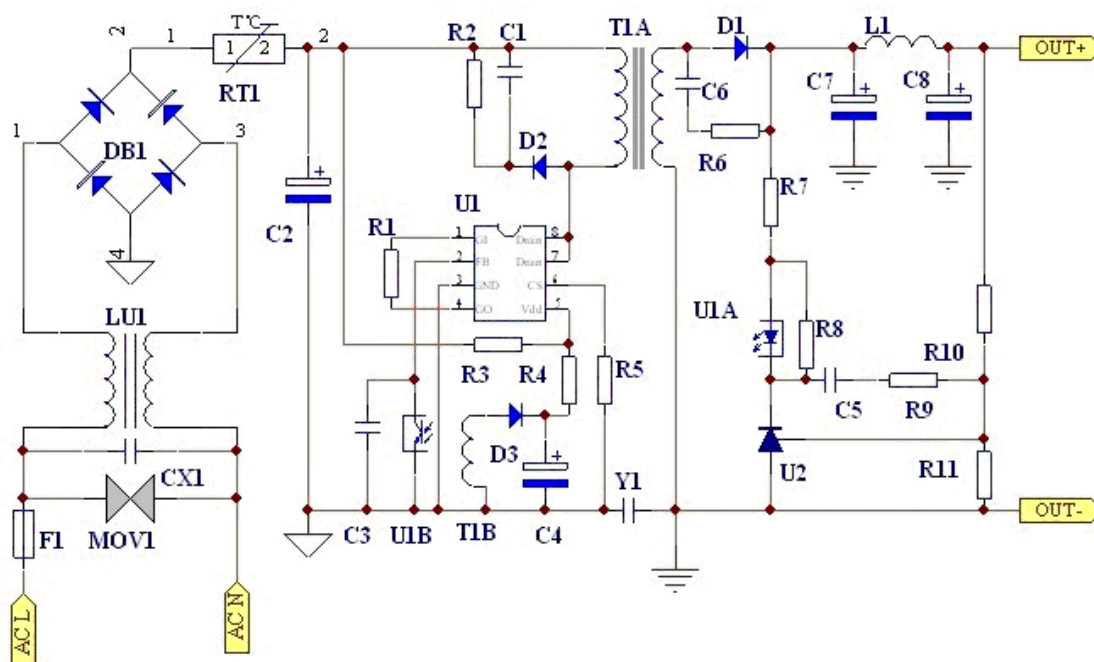 T℃
2
1
1 2
2
RT1
R2
C1
T1A
D1
L1
OUT+
C6
C7
C8
1
DB1
3
D2
R6
R7
4
C2
U1
R1
1
GI
Drain
8
2
FB
Drain
7
3
GND
CS
6
4
GO
Vdd
5
LU1
U1A
R8
R10
R3
R4
R5
C5
R9
CX1
D3
U2
R11
Y1
F1
MOV1
C3
U1B
T1B
C4
OUT-
AC L
AC N